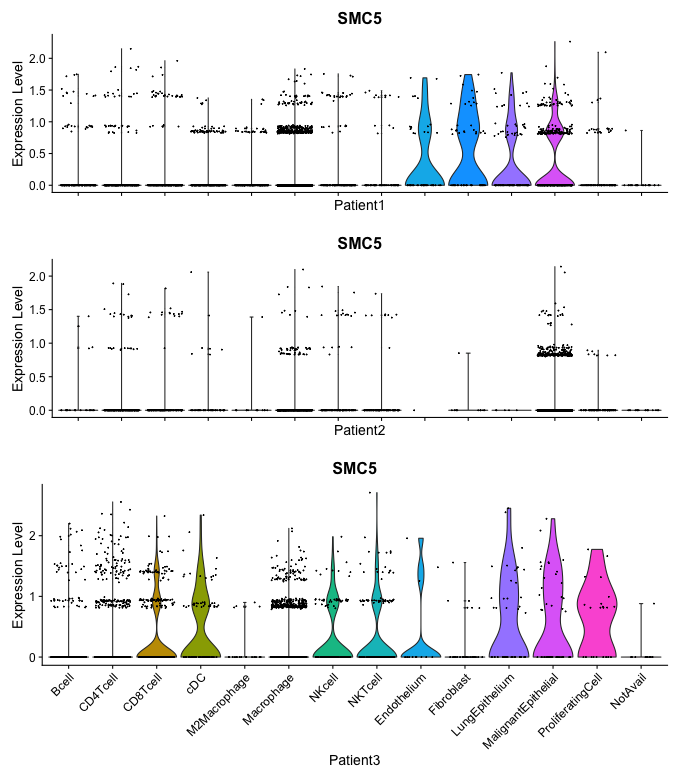 SMC5
Expression Level
2.0
1.5
1.0
0.5
0.0
Patient1
SMC5
Expression Level
2.0
1.5
1.0
0.5
0.0
Patient2
SMC5
Expression Level
2
1
0
Bcell
CD4Tcell
CD8Tcell
cDC
M2Macrophage
Macrophage
NKcell
NKTcell
Endothelium
Fibroblast
LungEpithelium
MalignantEpithelial
ProliferatingCell
NotAvail
Patient3